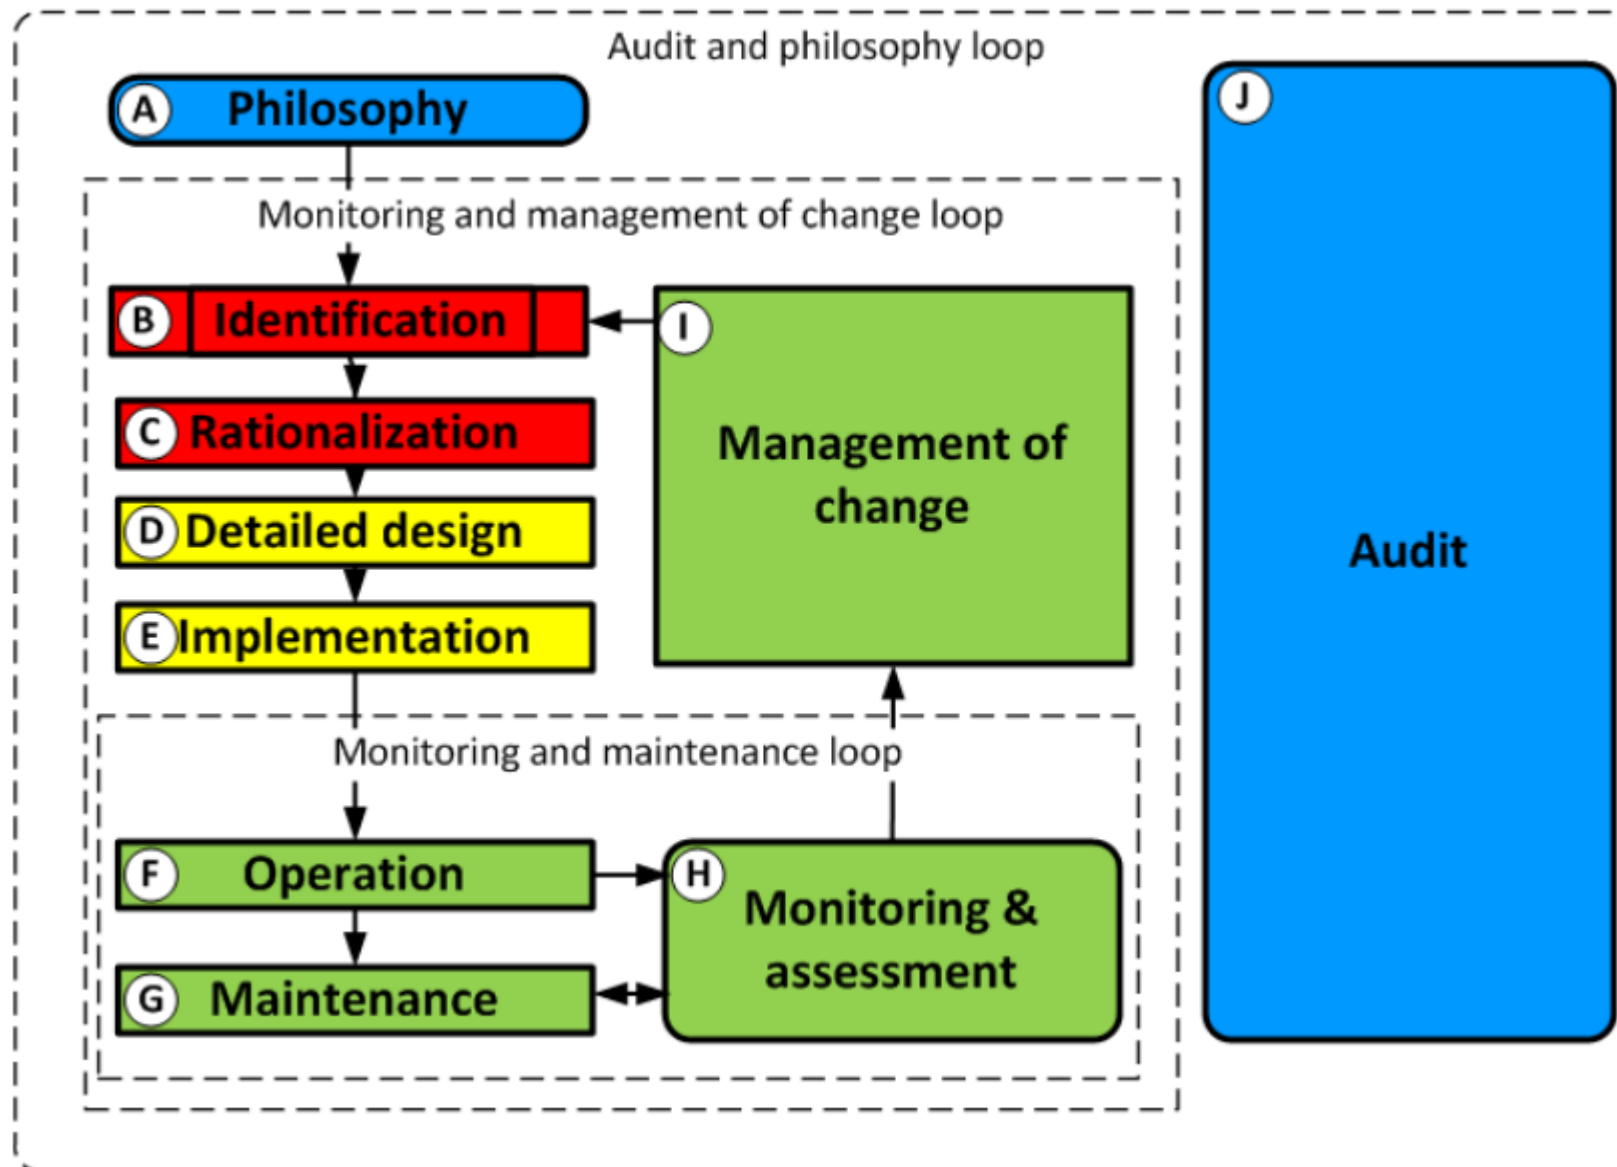 Audit and philosophy loop
A Philosophy
J
Monitoring and management of change loop
B Identification
I
C Rationalization
Management of
change
D Detailed design
Audit
E Implementation
Monitoring and maintenance loop
F Operation
H
Monitoring &
assessment
G Maintenance